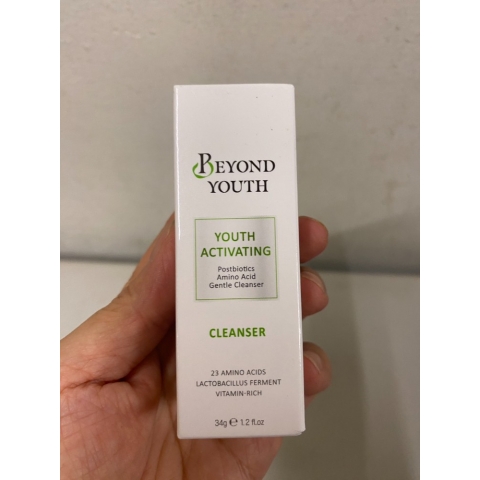 BEYOND
YOUTH
YOUTH
ACTIVATING
Postbiotics
Amino Acid
Gentle Cleanser
CLEANSER
23 AMINO ACIDS
LACTOBACILLUS FERMENT
VITAMIN-RICH
34g ℮ 1.2 fl.oz